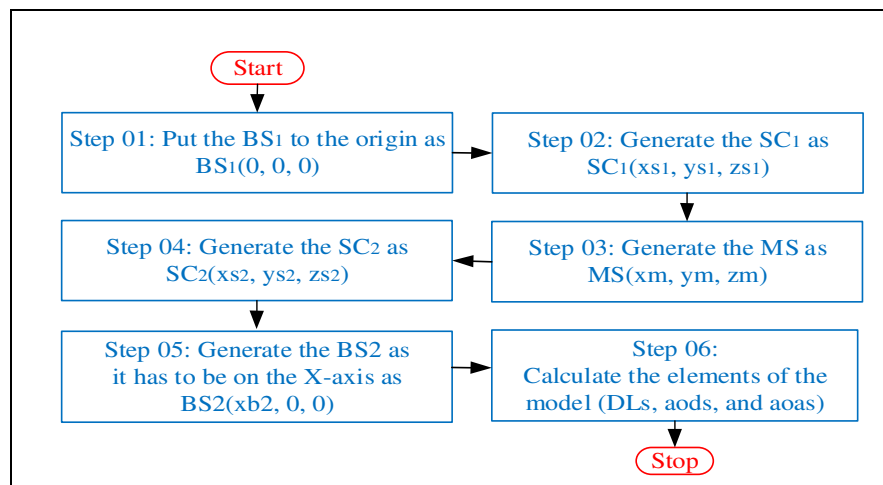 Start
Step 01: Put the BS1 to the origin as
BS1(0, 0, 0)
Step 02: Generate the SC1 as
SC1(xs1, ys1, zs1)
Step 03: Generate the MS as
MS(xm, ym, zm)
Step 04: Generate the SC2 as
SC2(xs2, ys2, zs2)
Step 05: Generate the BS2 as
it has to be on the X-axis as
BS2(xb2, 0, 0)
Step 06:
Calculate the elements of the
model (DLs, aods, and aoas)
Stop